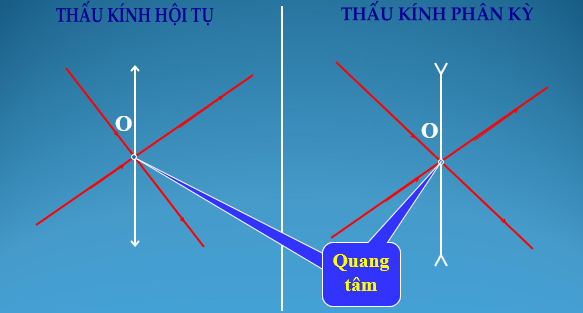 THẤU KÍNH HỘI TỤ
THẤU KÍNH PHÂN KỲ
O
O
Quang
tâm